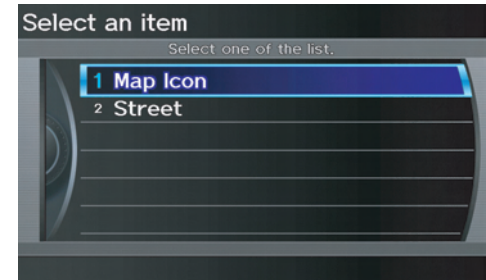 Select an item
Select one of the list.
1 Map Icon
2 Street